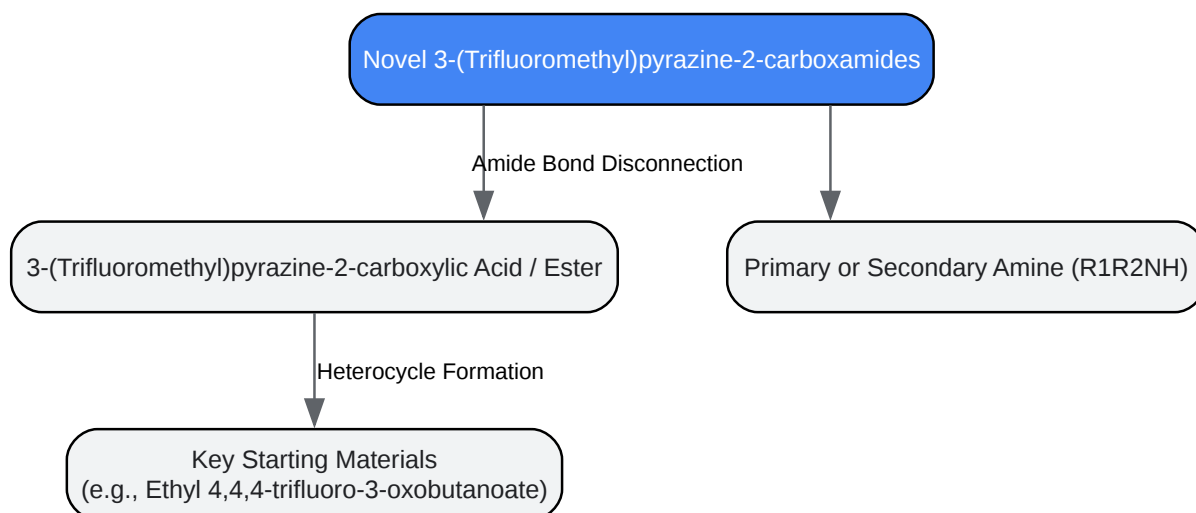 Novel 3-(Trifluoromethyl)pyrazine-2-carboxamides
Amide Bond Disconnection
3-(Trifluoromethyl)pyrazine-2-carboxylic Acid / Ester
Primary or Secondary Amine (R1R2NH)
Heterocycle Formation
Key Starting Materials
(e.g., Ethyl 4,4,4-trifluoro-3-oxobutanoate)